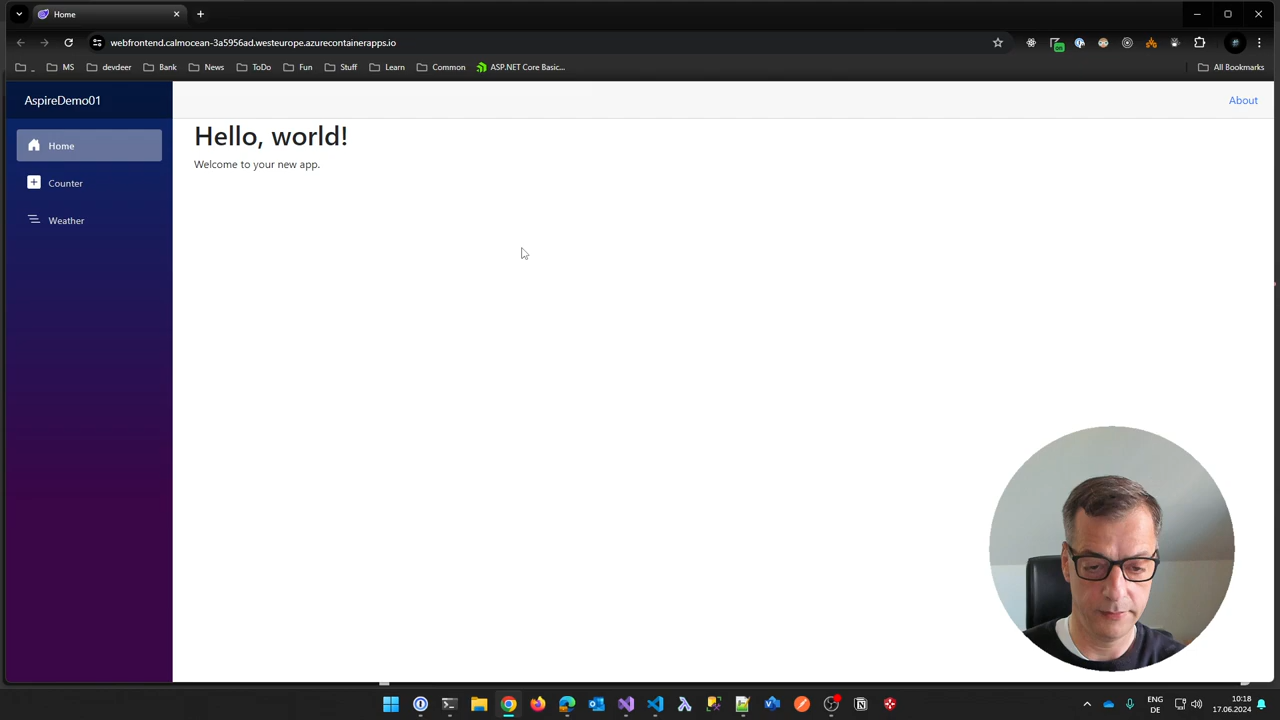 Home
webfrontend.calmocean-3a5956ad.westeurope.azurecontainerapps.io
_ MS devdeer Bank News ToDo Fun Stuff Learn Common ASP.NET Core Basic... All Bookmarks
AspireDemo01
About
Home
Counter
Weather
Hello, world!
Welcome to your new app.
ENG
DE
10:18
17.06.2024